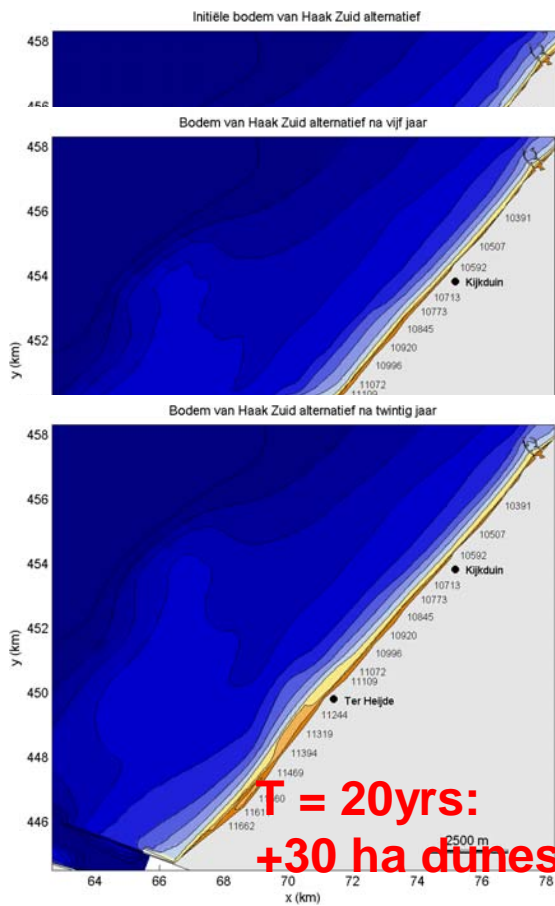 Initiële bodem van Haak Zuid alternatief
458
456
Bodem van Haak Zuid alternatief na vijf jaar
458
456
454
452
y (km)
10391
10507
10592
Kijkduin
10713
10773
10845
10920
10996
11072
11109
Bodem van Haak Zuid alternatief na twintig jaar
458
456
454
452
450
448
446
y (km)
10391
10507
10592
Kijkduin
10713
10773
10845
10920
10996
11072
11109
Ter Heijde
11244
11319
11394
11469
11662
T = 20yrs:
2500 m
+30 ha dunes
64 66 68 70 72 74 76 78
x (km)